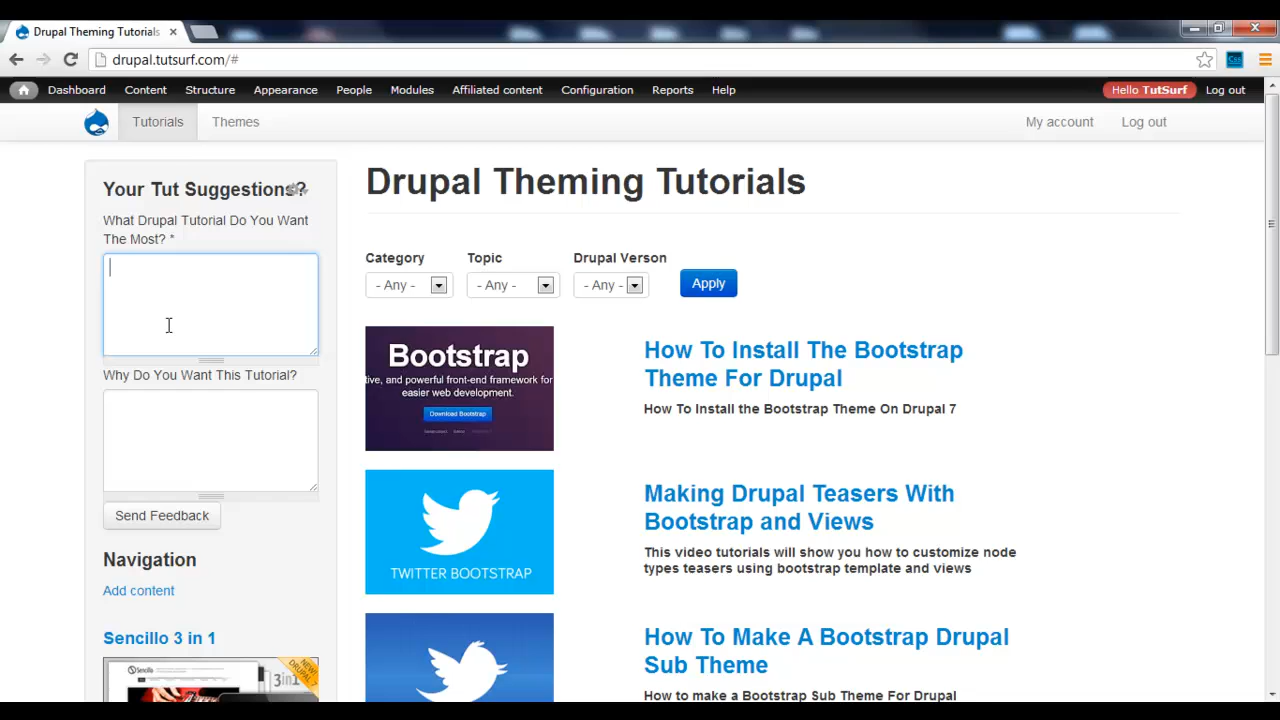 Drupal Theming Tutorials
drupal.tutsurf.com/#
Dashboard Content Structure Appearance People Modules Affiliated content Configuration Reports Help Hello TutSurf Log out
Tutorials Themes My account Log out
Your Tut Suggestions?
What Drupal Tutorial Do You Want
The Most? *
Why Do You Want This Tutorial?
Send Feedback
Navigation
Add content
Sencillo 3 in 1
Sencillo
3in1
NEW!
DRUPAL 7
Drupal Theming Tutorials
Category Topic Drupal Verson
- Any - - Any - - Any - Apply
Bootstrap
tive, and powerful front-end framework for
easier web development.
Download Bootstrap
How To Install The Bootstrap
Theme For Drupal
How To Install the Bootstrap Theme On Drupal 7
TWITTER BOOTSTRAP
Making Drupal Teasers With
Bootstrap and Views
This video tutorials will show you how to customize node
types teasers using bootstrap template and views
How To Make A Bootstrap Drupal
Sub Theme
How to make a Bootstrap Sub Theme For Drupal